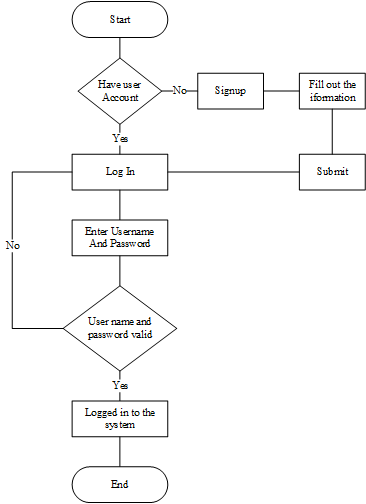 Start
Have user
Account
No
Signup
Fill out the
iformation
Yes
Log In
Submit
Enter Username
And Password
No
User name and
password valid
Yes
Logged in to the
system
End